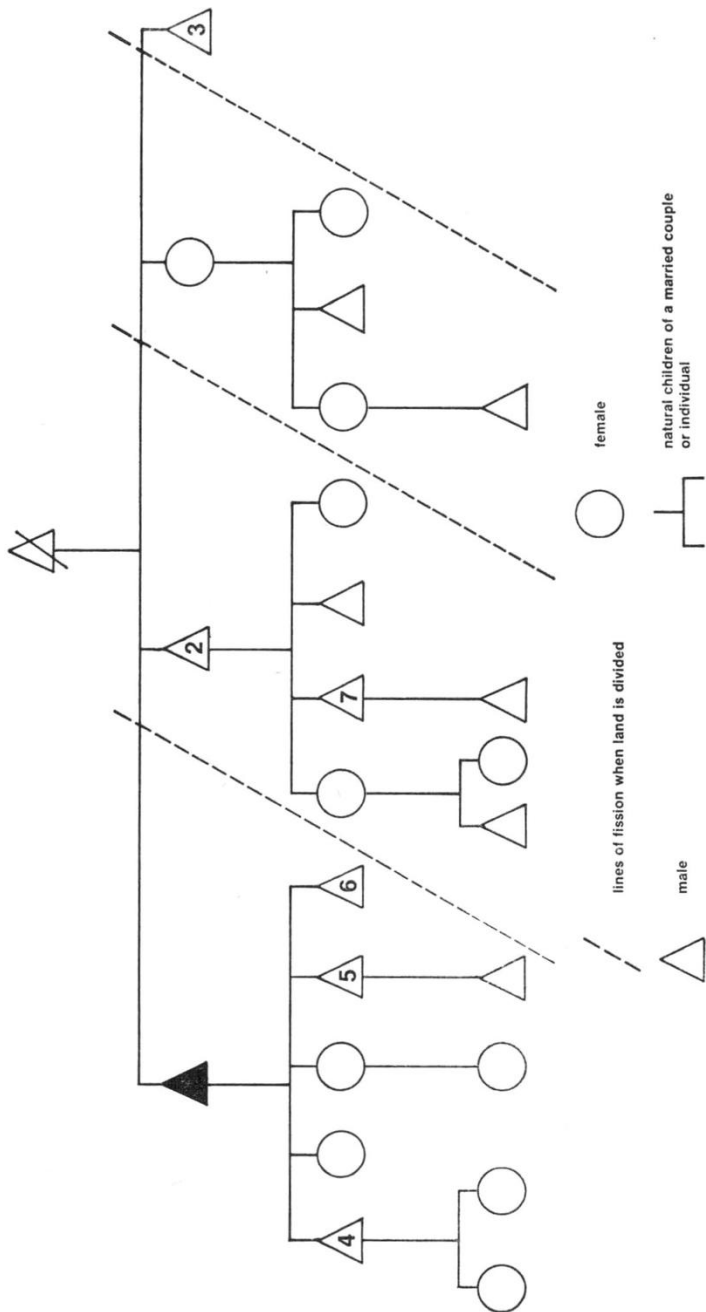 3
2
7
6
5
4
lines of fission when land is divided
female
male
natural children of a married couple
or individual